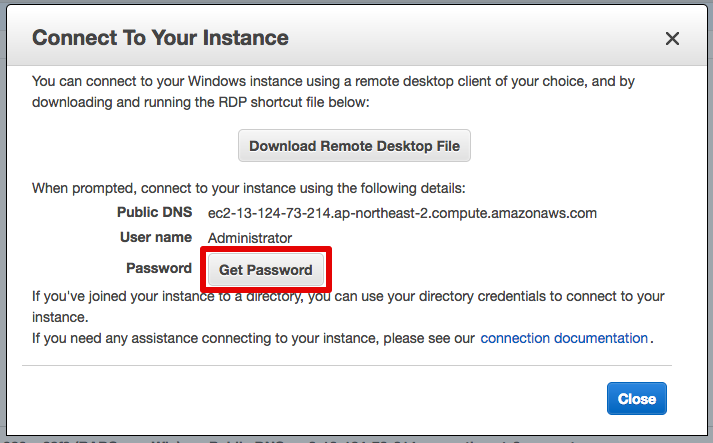 Connect To Your Instance
You can connect to your Windows instance using a remote desktop client of your choice, and by
downloading and running the RDP shortcut file below:
Download Remote Desktop File
When prompted, connect to your instance using the following details:
Public DNS ec2-13-124-73-214.ap-northeast-2.compute.amazonaws.com
User name Administrator
Password Get Password
If you've joined your instance to a directory, you can use your directory credentials to connect to your
instance.
If you need any assistance connecting to your instance, please see our connection documentation.
Close